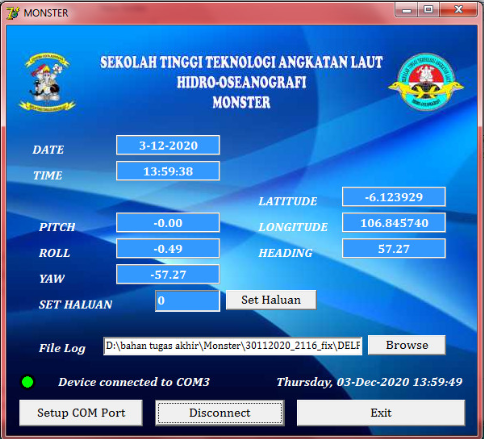 MONSTER
SEKOLAH TINGGI TEKNOLOGI ANGKATAN LAUT
HIDRO-OSEANOGRAFI
MONSTER
DATE 3-12-2020
TIME 13:59:38
LATITUDE -6.123929
PITCH -0.00 LONGITUDE 106.845740
ROLL -0.49 HEADING 57.27
YAW -57.27
SET HALUAN 0 Set Haluan
File Log D:\bahan tugas akhir\Monster\30112020_2116_fix\DELF Browse
Device connected to COM3 Thursday, 03-Dec-2020 13:59:49
Setup COM Port Disconnect Exit